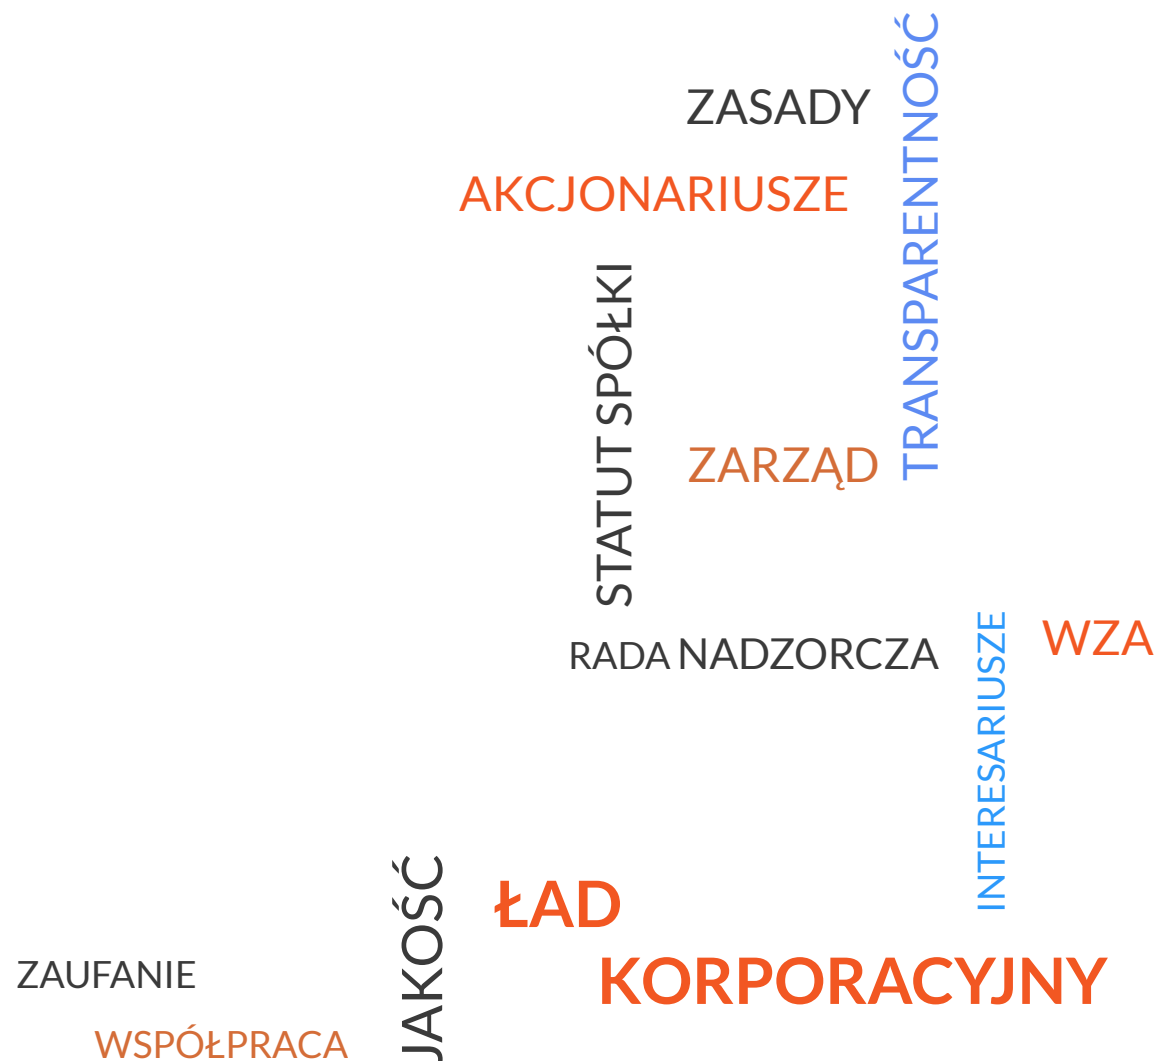 ZASADY
TRANSPARENTNOŚĆ
AKCJONARIUSZE
STATUT SPÓŁKI
ZARZĄD
RADA NADZORCZA
INTERESARIUSZE
WZA
JAKOŚĆ
ŁAD
KORPORACYJNY
ZAUFANIE
WSPÓŁPRACA